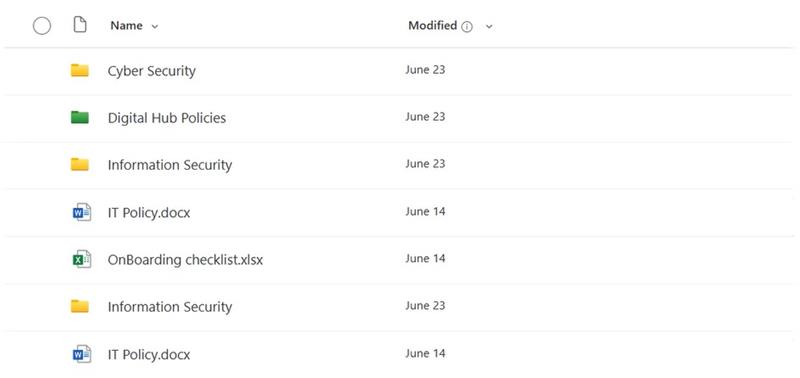 Name Modified
Cyber Security June 23
Digital Hub Policies June 23
Information Security June 23
IT Policy.docx June 14
OnBoarding checklist.xlsx June 14
Information Security June 23
IT Policy.docx June 14